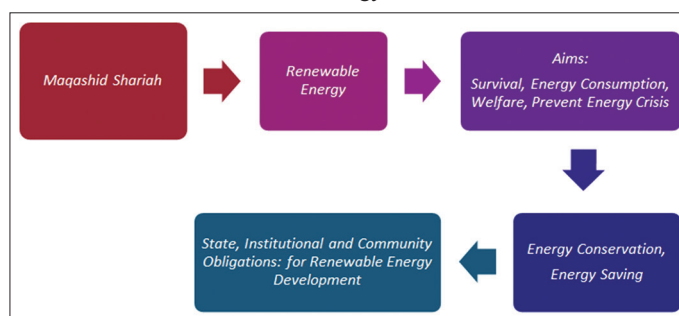 Maqashid Shariah
Renewable
Energy
Aims:
Survival, Energy Consumption,
Welfare, Prevent Energy Crisis
Energy Conservation,
Energy Saving
State, Institutional and Community
Obligations: for Renewable Energy
Development